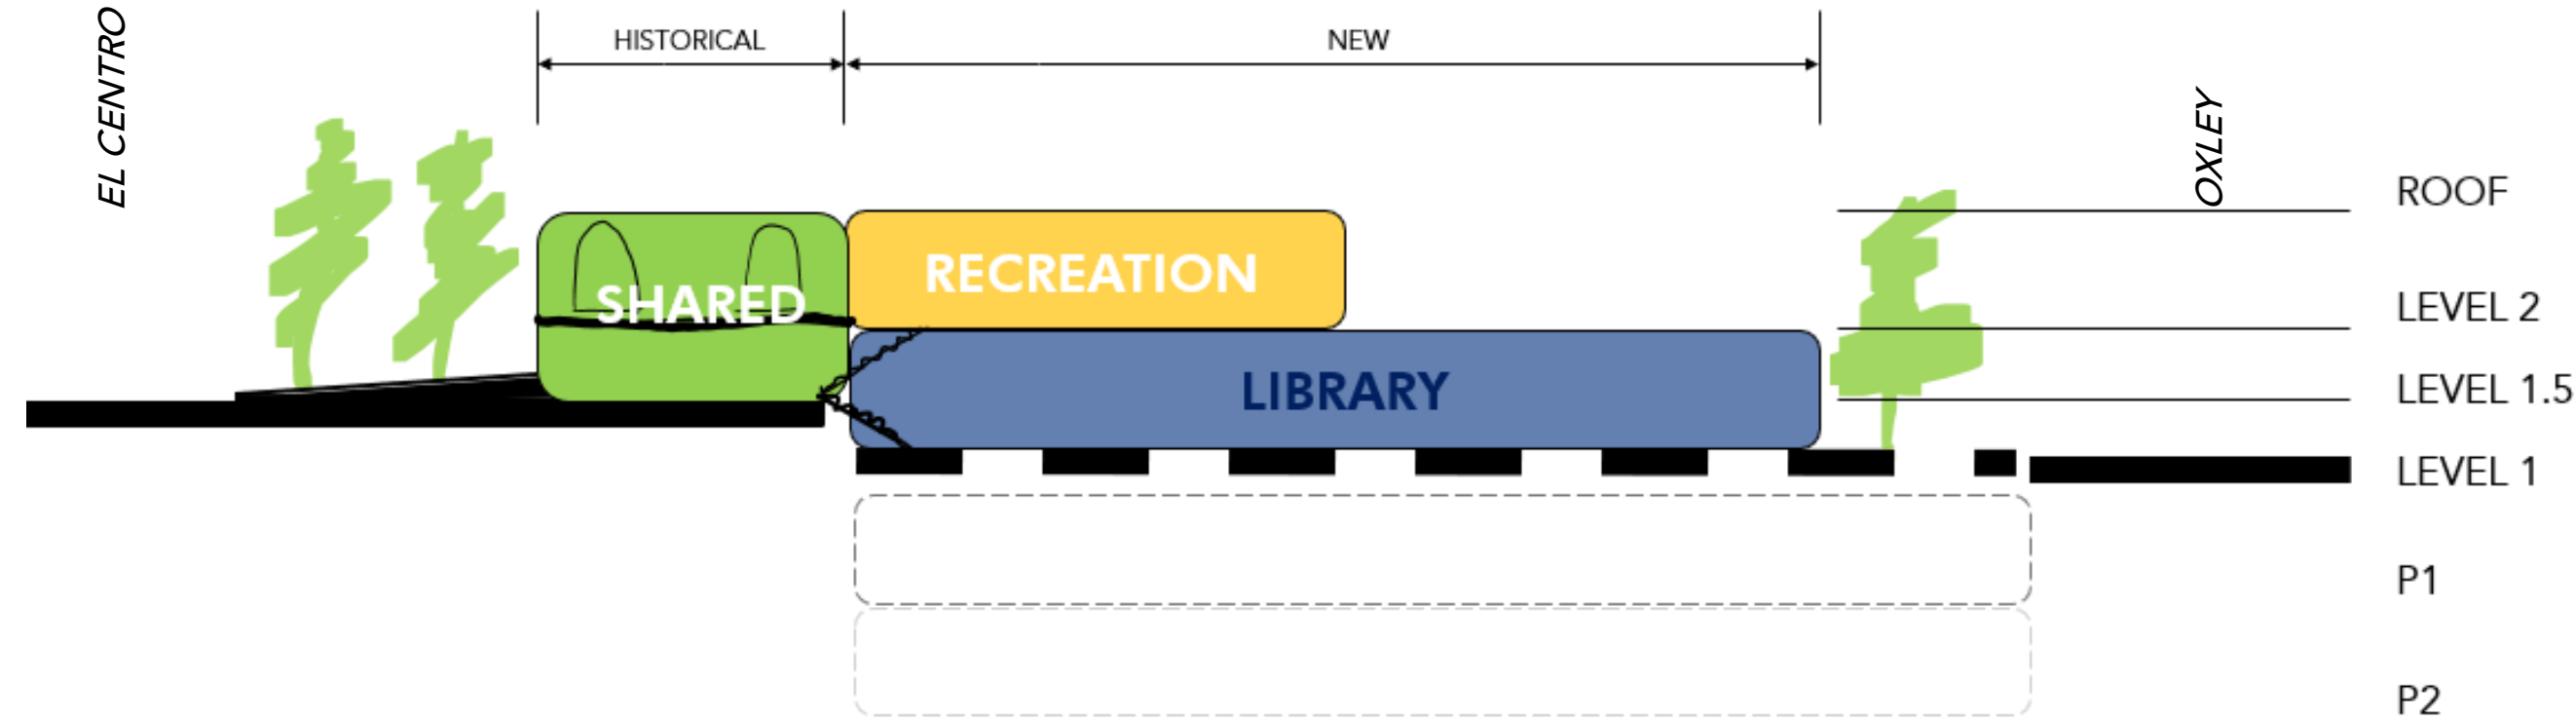 EL CENTRO
HISTORICAL
NEW
OXLEY
ROOF
SHARED
RECREATION
LEVEL 2
LIBRARY
LEVEL 1.5
LEVEL 1
P1
P2